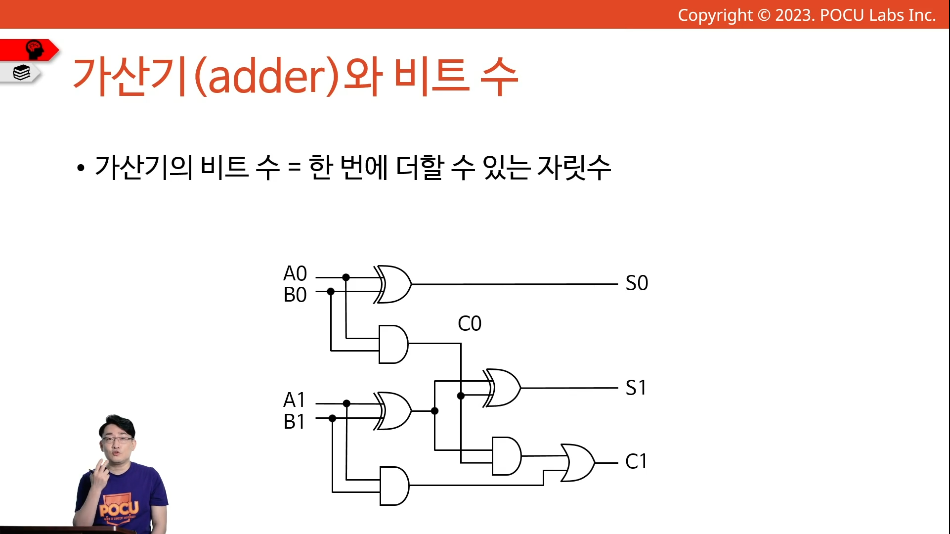 Copyright © 2023. POCU Labs Inc.
가산기(adder)와 비트 수
• 가산기의 비트 수 = 한 번에 더할 수 있는 자릿수
A0
B0
S0
C0
S1
A1
B1
C1
POCU